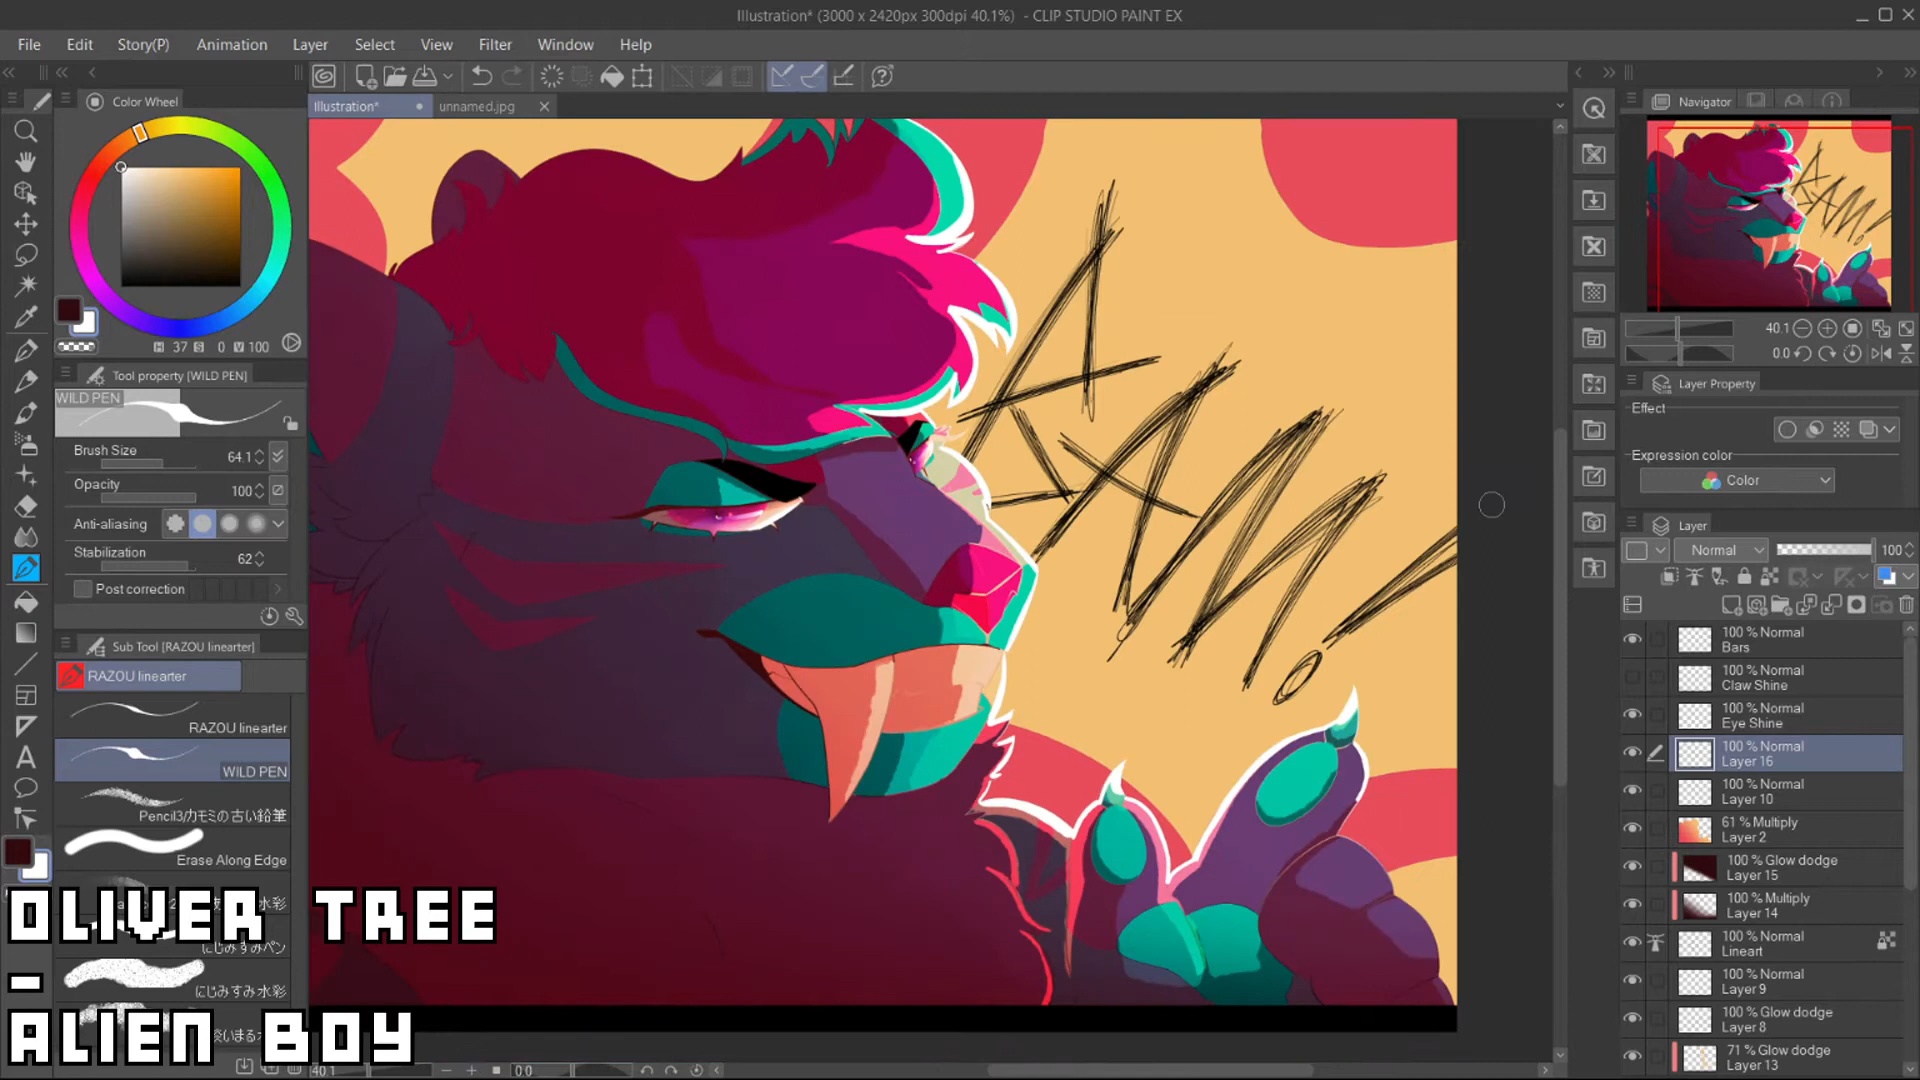 Illustration* (3000 x 2420px 300dpi 40.1%) - CLIP STUDIO PAINT EX
File Edit Story(P) Animation Layer Select View Filter Window Help
Color Wheel
Illustration* unnamed.jpg
Navigator
H 37 S 0 V 100
40.1
0.0
Tool property [WILD PEN]
WILD PEN
Brush Size 64.1
Opacity 100
Anti-aliasing
Stabilization 62
Post correction
Sub Tool [RAZOU linearter]
RAZOU linearter
RAZOU linearter
WILD PEN
Pencil3/カモミの古い鉛筆
Erase Along Edge
にじみすみペン
にじみすみ水彩
Layer Property
Effect
Expression color
Color
Layer
Normal 100
100 % Normal
Bars
100 % Normal
Claw Shine
100 % Normal
Eye Shine
100 % Normal
Layer 16
100 % Normal
Layer 10
61 % Multiply
Layer 2
100 % Glow dodge
Layer 15
100 % Multiply
Layer 14
100 % Normal
Lineart
100 % Normal
Layer 9
100 % Glow dodge
Layer 8
71 % Glow dodge
Layer 13
OLIVER TREE
-
ALIEN BOY
40.1 0.0